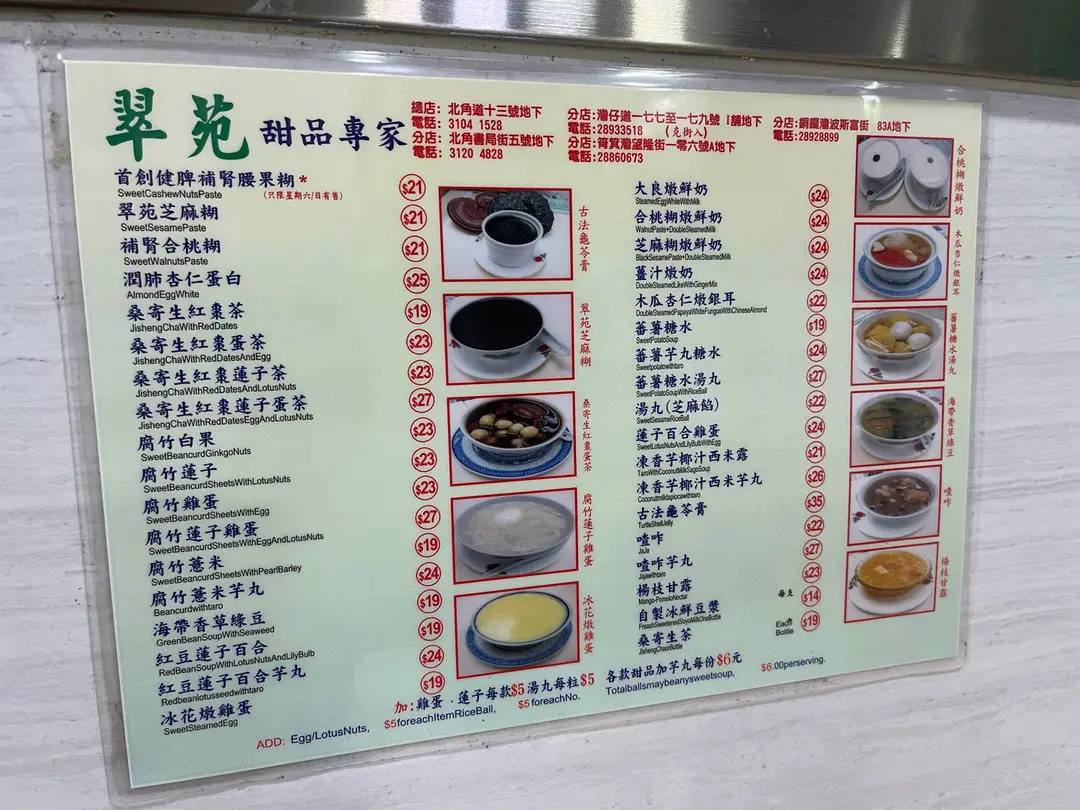 翠苑 甜品專家
總店: 北角道十三號地下
電話: 3104 1528
分店: 北角書局街五號地下
電話: 3120 4828
分店:灣仔道一七七至一七九號 1舖地下
電話:28933518 (克街入)
分店:筲箕灣望隆街一零六號A地下
電話:28860673
分店:銅鑼灣波斯富街 83A地下
電話:28928899
首創健脾補腎腰果糊* $21
SweetCashewNutsPaste (只限星期六/日有售)
翠苑芝麻糊 $21
SweetSesamePaste
補腎合桃糊 $21
SweetWalnutsPaste
潤肺杏仁蛋白 $25
AlmondEggWhite
桑寄生紅棗茶 $19
JishengChaWithRedDates
桑寄生紅棗蛋茶 $23
JishengChaWithRedDatesAndEgg
桑寄生紅棗蓮子茶 $23
JishengChaWithRedDatesAndLotusNuts
桑寄生紅棗蓮子蛋茶 $27
JishengChaWithRedDatesEggAndLotusNuts
腐竹白果 $23
SweetBeancurdGinkgoNuts
腐竹蓮子 $23
SweetBeancurdSheetsWithLotusNuts
腐竹雞蛋 $23
SweetBeancurdSheetsWithEgg
腐竹蓮子雞蛋 $27
SweetBeancurdSheetsWithEggAndLotusNuts
腐竹薏米 $19
SweetBeancurdSheetsWithPearlBarley
腐竹薏米芋丸 $24
Beancurdwithtaro
海帶香草綠豆 $19
GreenBeanSoupWithSeaweed
紅豆蓮子百合 $19
RedBeanSoupWithLotusNutsAndLilyBulb
紅豆蓮子百合芋丸 $24
Redbeanlotusseedwithtaro
冰花燉雞蛋 $19
SweetSteamedEgg
古法龜苓膏
翠苑芝麻糊
桑寄生紅棗蛋茶
腐竹蓮子雞蛋
冰花燉雞蛋
大良燉鮮奶 $24
SteamedEggWhiteWithMilk
合桃糊燉鮮奶 $24
WalnutPaste+DoubleSteamedMilk
芝麻糊燉鮮奶 $24
BlackSesamePaste+DoubleSteamedMilk
薑汁燉奶 $24
DoubleSteamedLikeWithGingerMix
木瓜杏仁燉銀耳 $22
DoubleSteamedPapayaWhiteFungusWithChineseAlmond
蕃薯糖水 $19
SweetPotatoSoup
蕃薯芋丸糖水 $24
Sweetpotatowithtaro
蕃薯糖水湯丸 $27
SweetPotatoSoupWithRiceBall
湯丸(芝麻餡) $22
SweetSesameRiceBall
蓮子百合雞蛋 $24
SweetLotusNutsAndLilyBulbWithEgg
凍香芋椰汁西米露 $21
TaroWithCoconutMilkSagoSoup
凍香芋椰汁西米芋丸 $26
Coconutmilktapiocawithtaro
古法龜苓膏 $35
TurtleShellJelly
喳咋 $22
JaJa
喳咋芋丸 $27
Jajawithtaro
楊枝甘露 $23
Mango-PomeloNectar
自製冰鮮豆漿 每支 $14
FreashSweetenedSoyoMilkOneBottle
桑寄生茶 Each Bottle $19
JishengChaorBottle
合桃糊燉鮮奶
木瓜杏仁燉銀耳
蕃薯糖水湯丸
海帶香草綠豆
喳咋
楊枝甘露
加:雞蛋、蓮子每款$5湯丸每粒$5 各款甜品加芋丸每份$6元
ADD: Egg/LotusNuts, $5foreachItemRiceBall, $5foreachNo. Totalballsmaybeanysweetsoup, $6.00perserving.